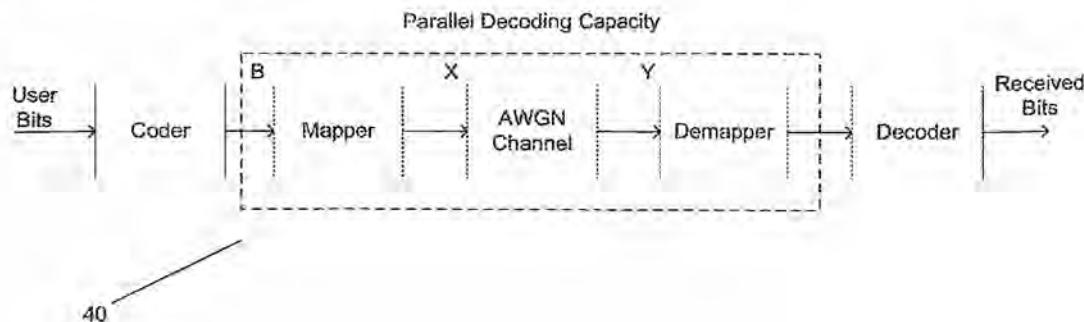 Parallel Decoding Capacity
B
X
Y
User
Bits
Coder
Mapper
AWGN
Channel
Demapper
Decoder
Received
Bits
40